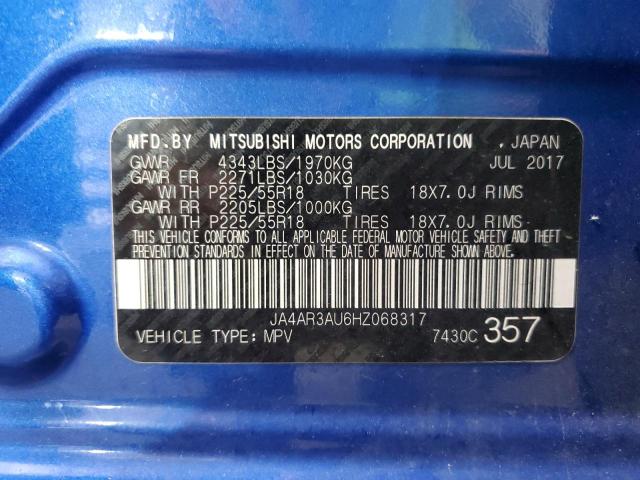 MFD.BY MITSUBISHI MOTORS CORPORATION , JAPAN
GVWR 4343LBS/1970KG JUL 2017
GAWR FR 2271LBS/1030KG
WITH P225/55R18 TIRES 18X7.0J RIMS
GAWR RR 2205LBS/1000KG
WITH P225/55R18 TIRES 18X7.0J RIMS
THIS VEHICLE CONFORMS TO ALL APPLICABLE FEDERAL MOTOR VEHICLE SAFETY AND THEFT
PREVENTION STANDARDS IN EFFECT ON THE DATE OF MANUFACTURE SHOWN ABOVE.
JA4AR3AU6HZ068317
VEHICLE TYPE: MPV 7430C 357